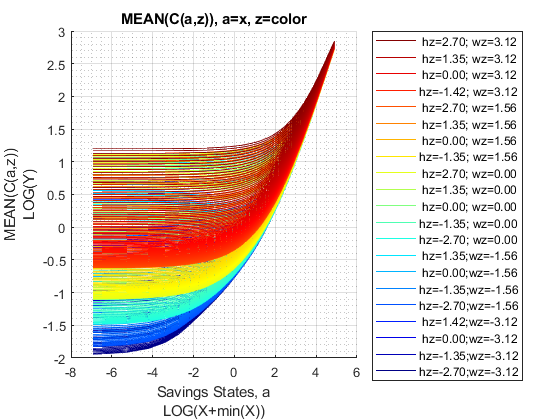 MEAN(C(a,z)), a=x, z=color
MEAN(C(a,z))
LOG(Y)
3
2.5
2
1.5
1
0.5
0
-0.5
-1
-1.5
-2
-8
-6
-4
-2
0
2
4
6
Savings States, a
LOG(X+min(X))
hz=2.70; wz=3.12
hz=1.35; wz=3.12
hz=0.00; wz=3.12
hz=-1.42; wz=3.12
hz=2.70; wz=1.56
hz=1.35; wz=1.56
hz=0.00; wz=1.56
hz=-1.35; wz=1.56
hz=2.70; wz=0.00
hz=1.35; wz=0.00
hz=0.00; wz=0.00
hz=-1.35; wz=0.00
hz=-2.70; wz=0.00
hz=1.35;wz=-1.56
hz=0.00;wz=-1.56
hz=-1.35;wz=-1.56
hz=-2.70;wz=-1.56
hz=1.42;wz=-3.12
hz=0.00;wz=-3.12
hz=-1.35;wz=-3.12
hz=-2.70;wz=-3.12